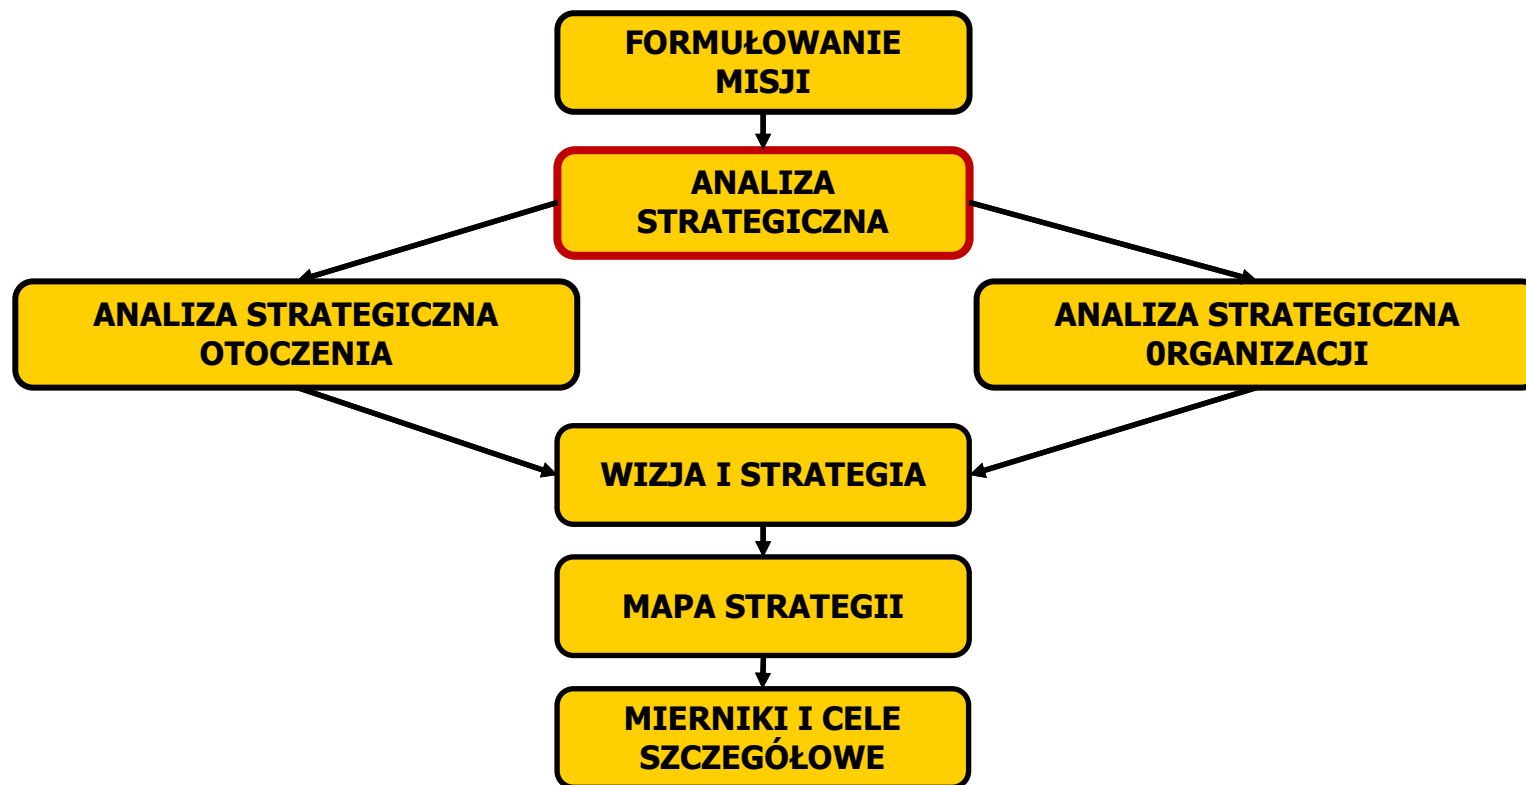 FORMUŁOWANIE
MISJI
ANALIZA
STRATEGICZNA
ANALIZA STRATEGICZNA
OTOCZENIA
ANALIZA STRATEGICZNA
0RGANIZACJI
WIZJA I STRATEGIA
MAPA STRATEGII
MIERNIKI I CELE
SZCZEGÓŁOWE